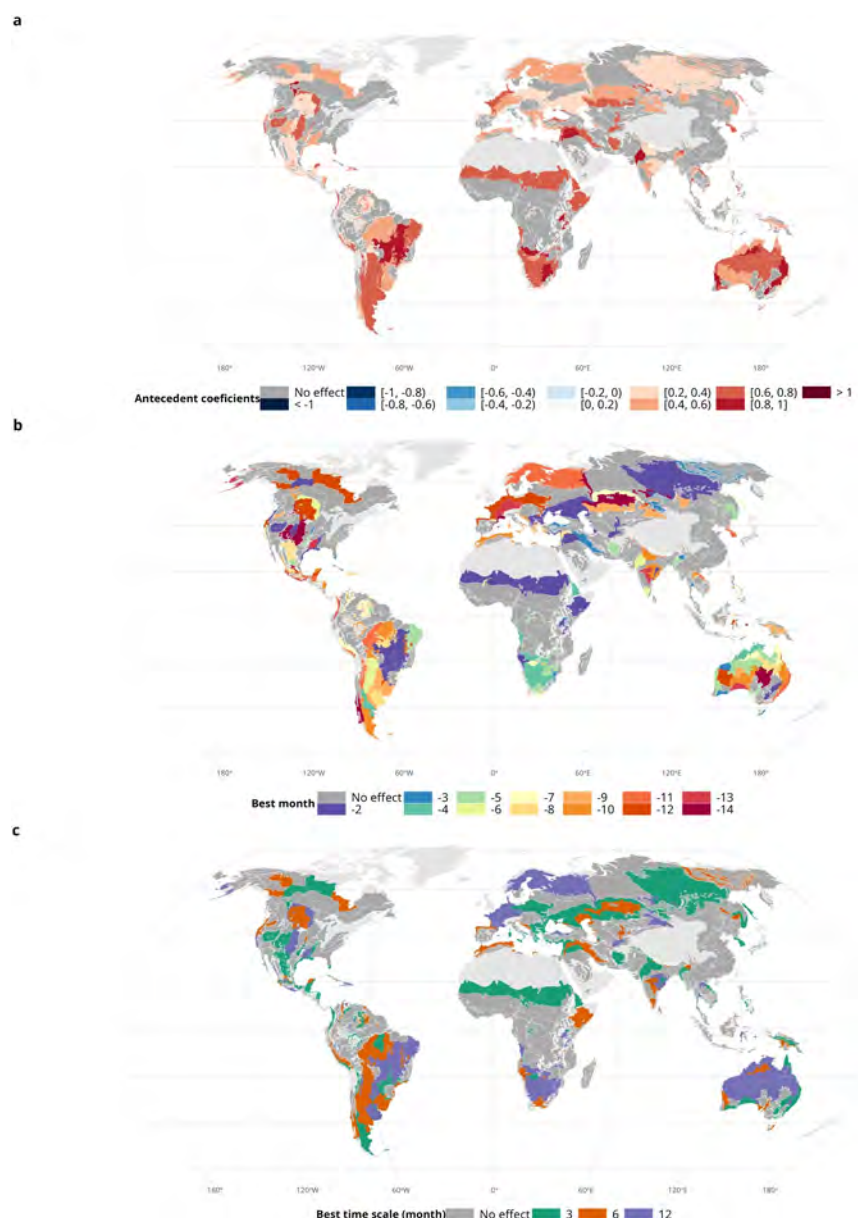 a
180° 120°W 60°W 0° 60°E 120°E 180°
Antecedent coeficients No effect [-1, -0.8) [-0.6, -0.4) [-0.2, 0) [0.2, 0.4) [0.6, 0.8) > 1
< -1 [-0.8, -0.6) [-0.4, -0.2) [0, 0.2) [0.4, 0.6) [0.8, 1]
b
180° 120°W 60°W 0° 60°E 120°E 180°
Best month No effect -3 -5 -7 -9 -11 -13
-2 -4 -6 -8 -10 -12 -14
c
180° 120°W 60°W 0° 60°E 120°E 180°
Best time scale (month) No effect 3 6 12